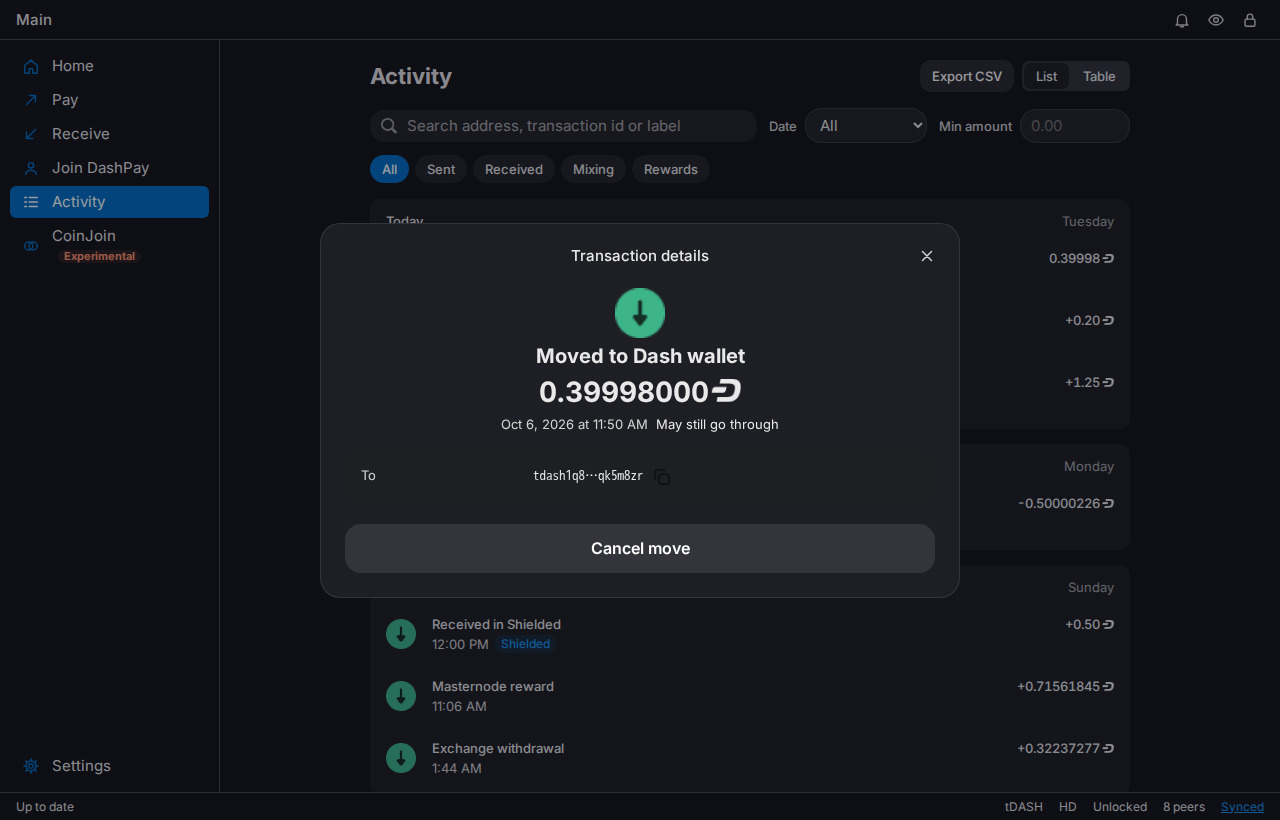 Main
Home
Pay
Receive
Join DashPay
Activity
CoinJoin
Experimental
Settings
Activity
Export CSV
List
Table
Search address, transaction id or label
Date
All
Min amount
0.00
All
Sent
Received
Mixing
Rewards
Today
Tuesday
0.39998
+0.20
+1.25
Monday
-0.50000226
Sunday
Transaction details
Moved to Dash wallet
0.39998000
Oct 6, 2026 at 11:50 AM May still go through
To
tdash1q8···qk5m8zr
Cancel move
Received in Shielded
+0.50
12:00 PM Shielded
Masternode reward
+0.71561845
11:06 AM
Exchange withdrawal
+0.32237277
1:44 AM
Up to date
tDASH
HD
Unlocked
8 peers
Synced